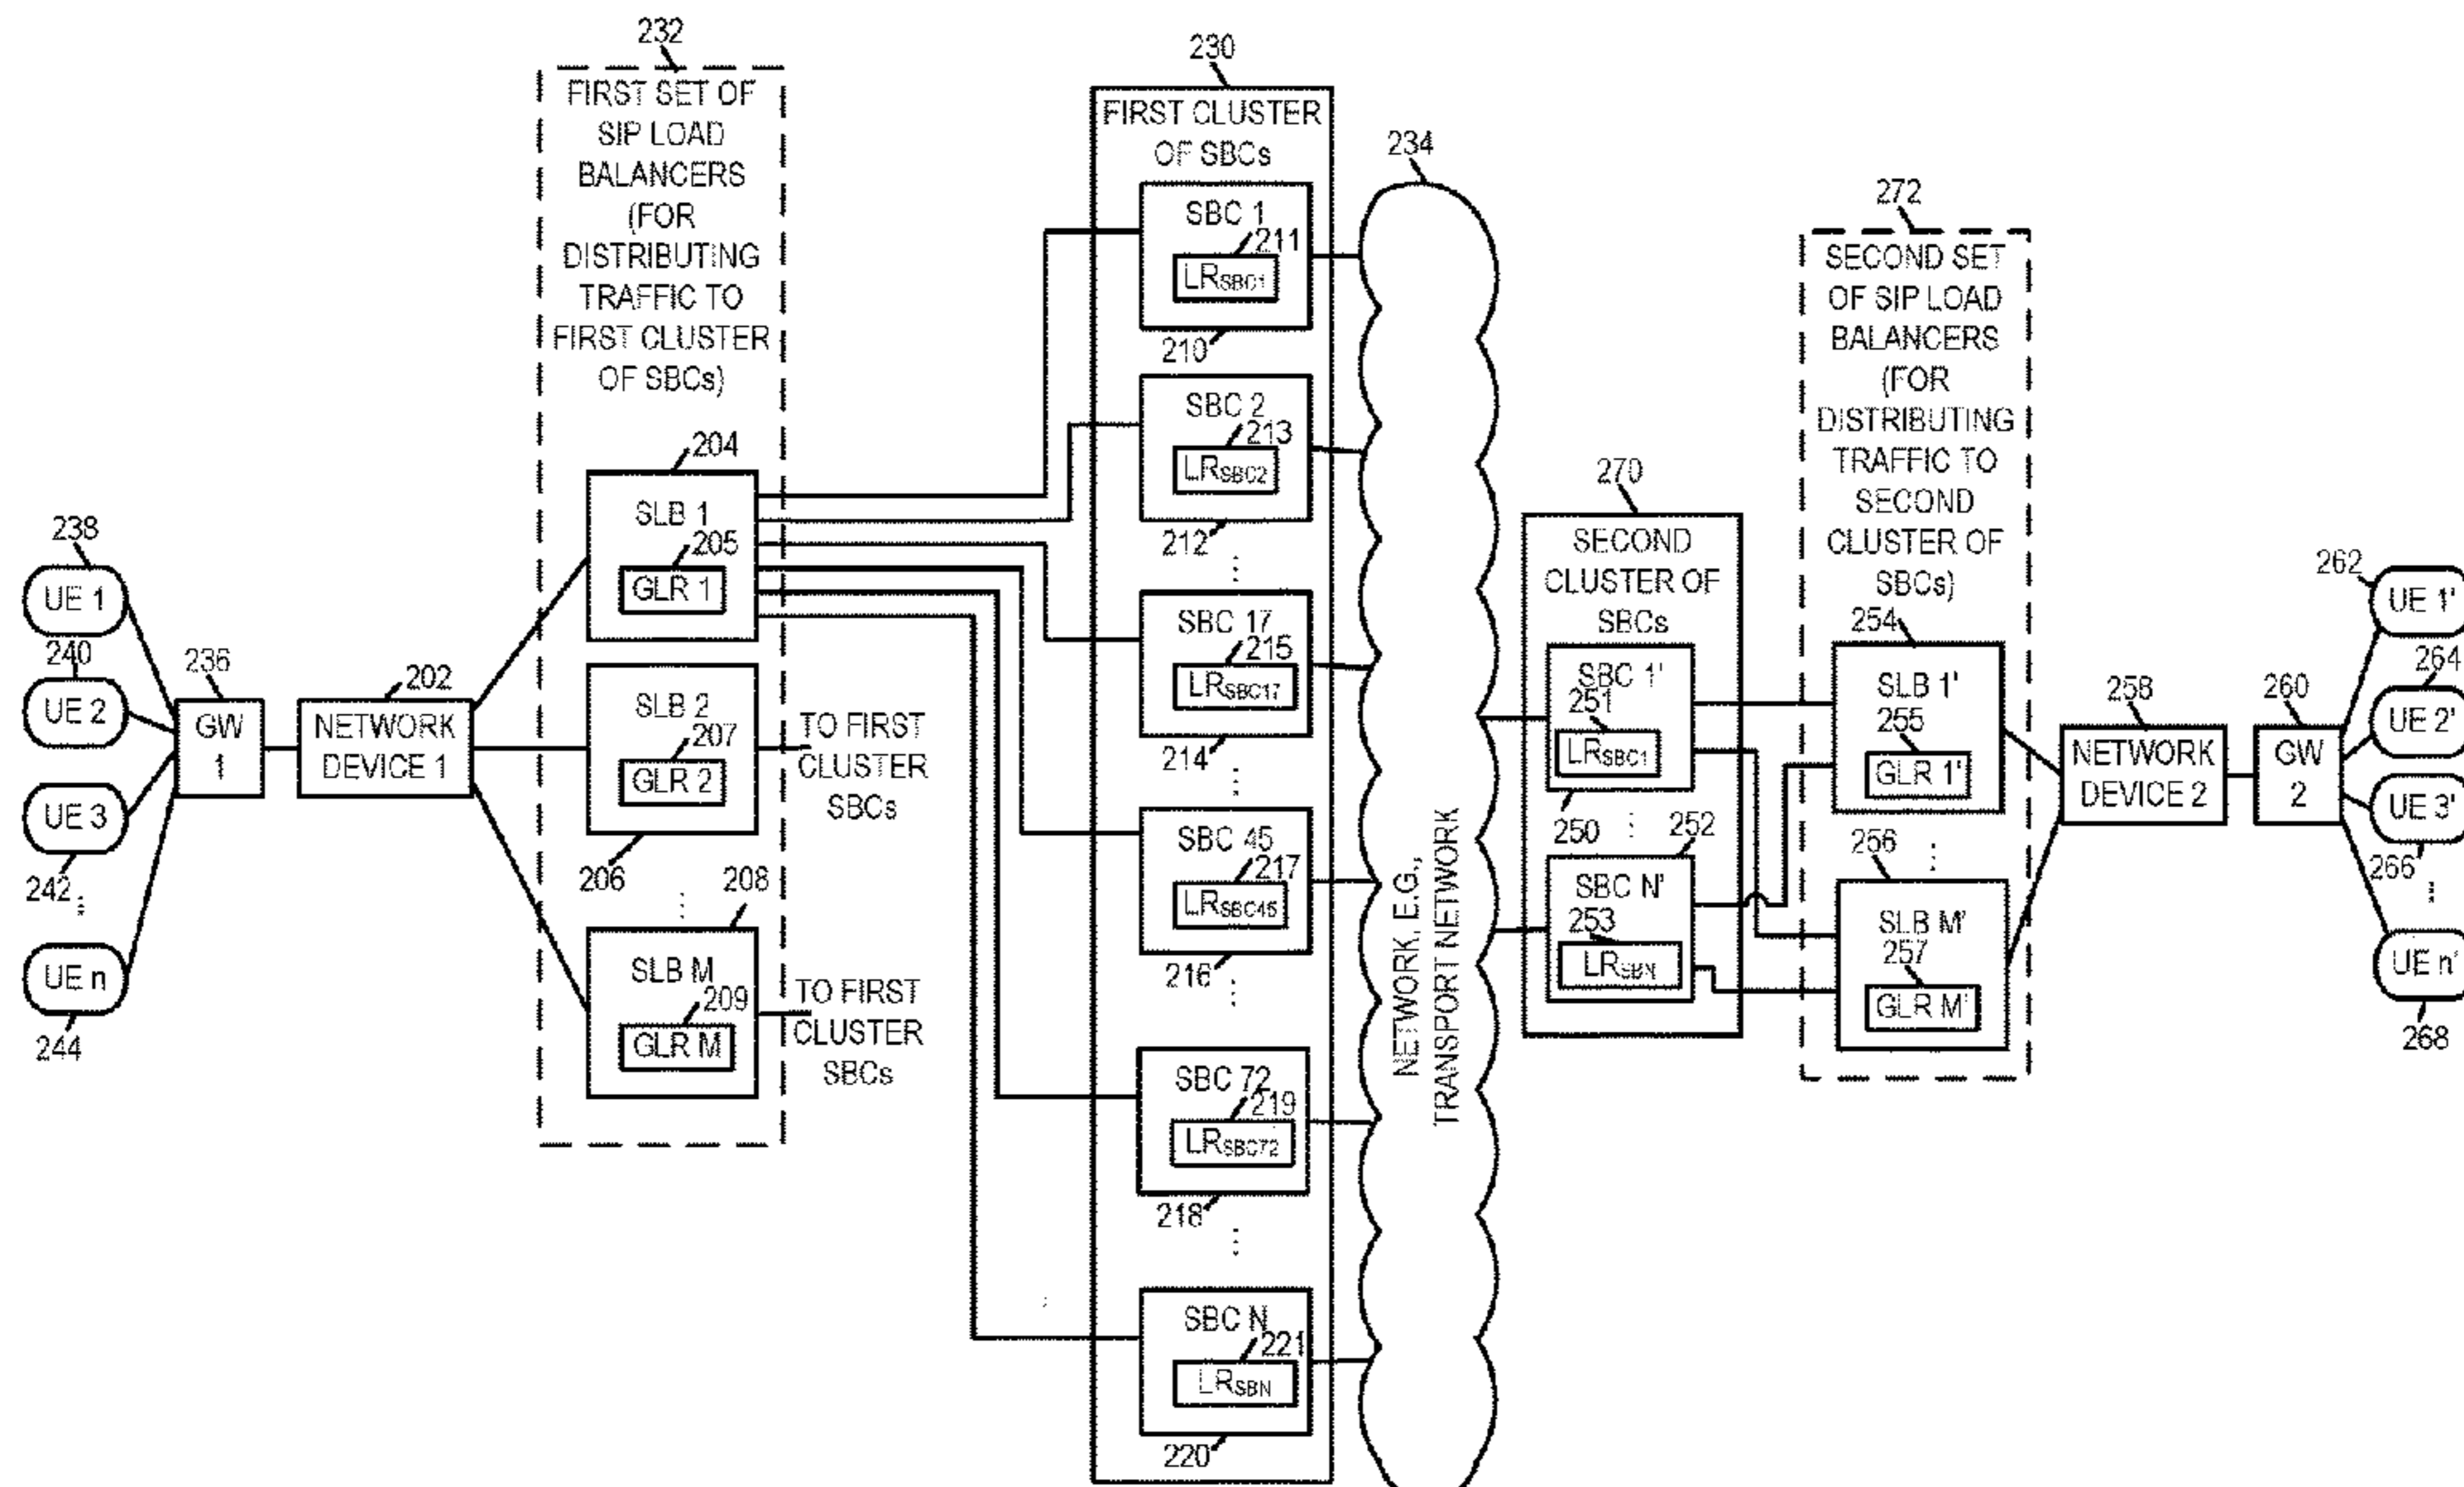 232
FIRST SET OF
SIP LOAD
BALANCERS
(FOR
DISTRIBUTING
TRAFFIC TO
FIRST CLUSTER
OF SBCs)
204
SLB 1
205
GLR 1
SLB 2
207
GLR 2
206
TO FIRST
CLUSTER
SBCs
208
SLB M
209
GLR M
TO FIRST
CLUSTER
SBCs
238
UE 1
240
UE 2
UE 3
242
UE n
244
236
GW
1
202
NETWORK
DEVICE 1
230
FIRST CLUSTER
OF SBCs
SBC 1
211
LRSBC1
210
SBC 2
213
LRSBC2
212
SBC 17
215
LRSBC17
214
SBC 45
217
LRSBC45
216
SBC 72
219
LRSBC72
218
SBC N
221
LRSBN
220
234
NETWORK, E.G.,
TRANSPORT NETWORK
270
SECOND
CLUSTER OF
SBCs
SBC 1'
251
LRSBC1
250
252
SBC N'
253
LRSBN
272
SECOND SET
OF SIP LOAD
BALANCERS
(FOR
DISTRIBUTING
TRAFFIC TO
SECOND
CLUSTER OF
SBCs)
254
SLB 1'
255
GLR 1'
256
SLB M'
257
GLR M'
258
NETWORK
DEVICE 2
260
GW
2
262
UE 1'
264
UE 2'
UE 3'
266
UE n'
268